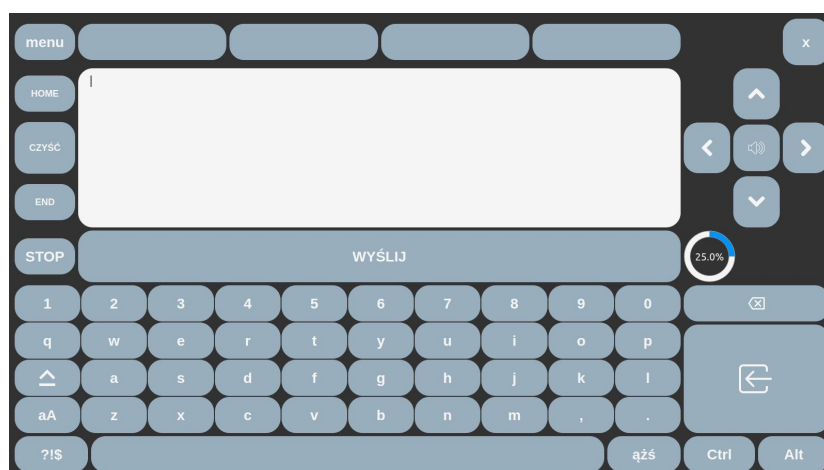 menu x
HOME
CZYŚĆ
END
STOP WYŚLIJ 25.0%
1 2 3 4 5 6 7 8 9 0
q w e r t y u i o p
a s d f g h j k l
aA z x c v b n m , .
?!$ ążś Ctrl Alt